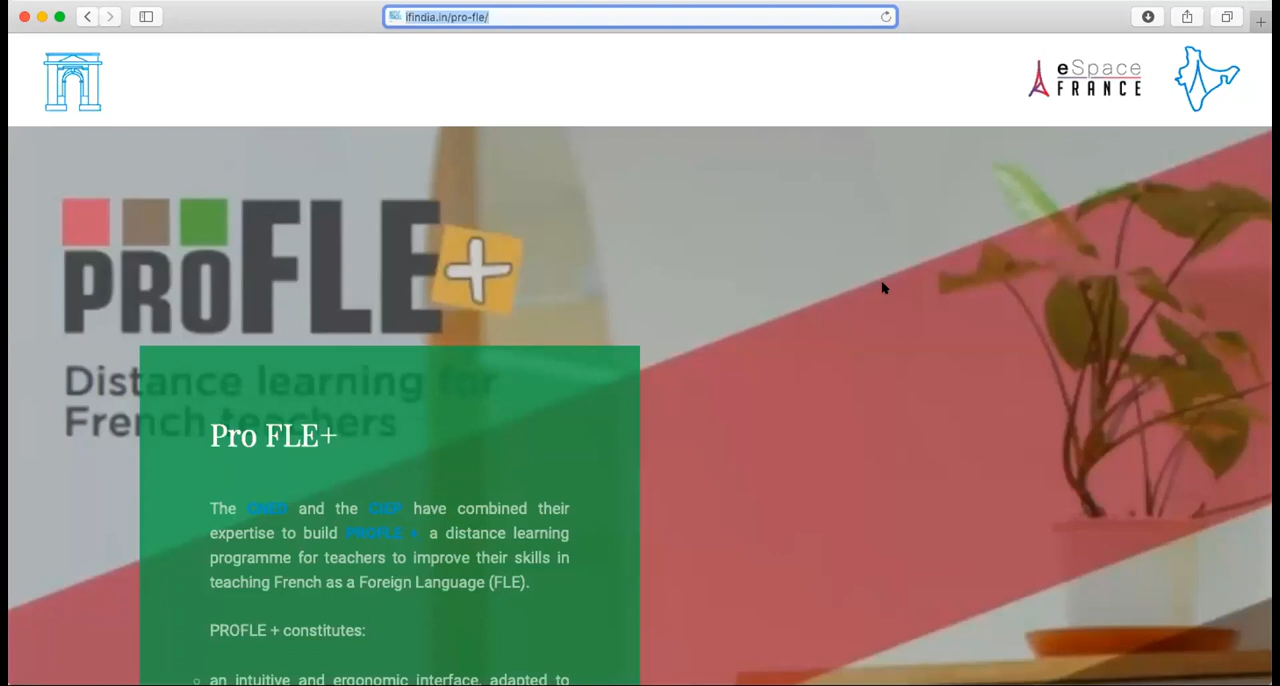 ifindia.in/pro-fle/
eSpace
FRANCE
PROFLE+
Distance learning for
French teachers
Pro FLE+
The CNED and the CIEP have combined their
expertise to build PROFLE + a distance learning
programme for teachers to improve their skills in
teaching French as a Foreign Language (FLE).
PROFLE + constitutes:
an intuitive and ergonomic interface, adapted to